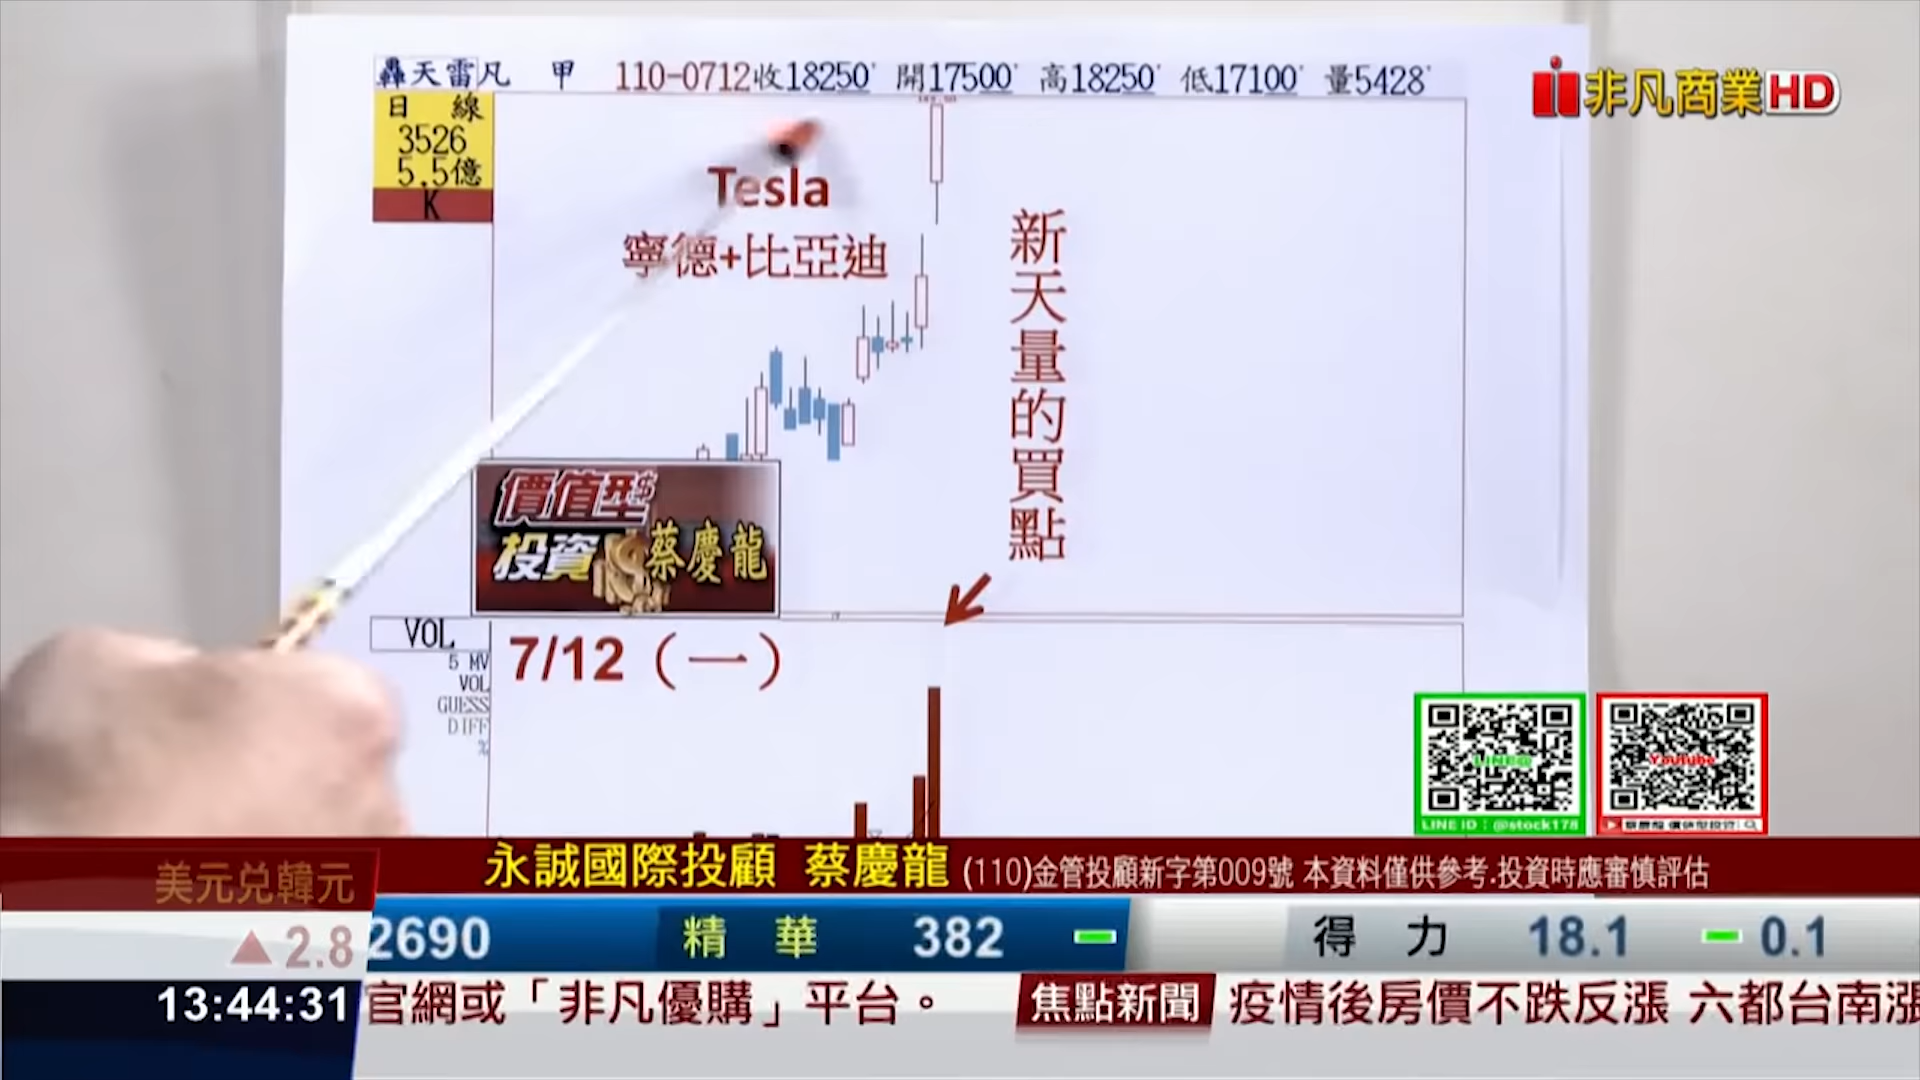 轟天雷凡 甲 110-0712收18250' 開17500' 高18250' 低17100' 量5428'
非凡商業HD
日 線
3526
5.5億
K
Tesla
寧德+比亞迪
新天量的買點
價值型
投資 蔡慶龍
VOL
5 MV
VOL
GUESS
DIFF
%
7/12（一）
LINE@
LINE ID：@stock178
Youtube
永誠國際投顧 蔡慶龍 (110)金管投顧新字第009號 本資料僅供參考.投資時應審慎評估
美元兌韓元
▲2.8
2690 精華 382
得力 18.1 0.1
13:44:31
官網或「非凡優購」平台。 焦點新聞 疫情後房價不跌反漲 六都台南漲